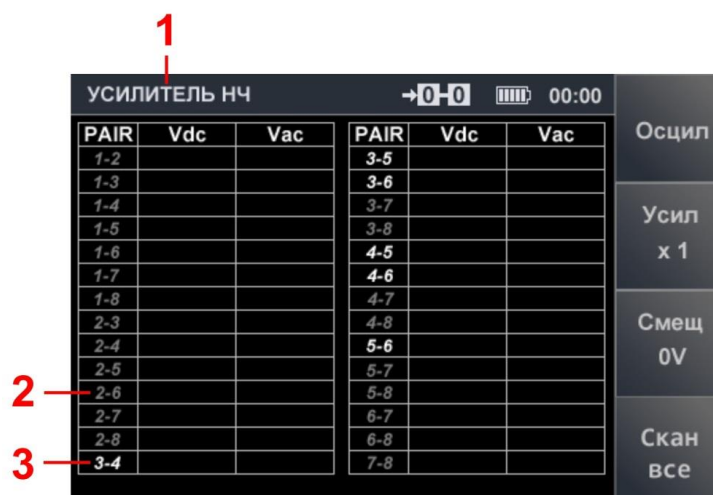 1
УСИЛИТЕЛЬ НЧ 0-0 00:00
PAIR Vdc Vac PAIR Vdc Vac
1-2 3-5
1-3 3-6
1-4 3-7
1-5 3-8
1-6 4-5
1-7 4-6
1-8 4-7
2-3 4-8
2-4 5-6
2-5 5-7
2 2-6 5-8
2-7 6-7
2-8 6-8
3 3-4 7-8
Осцил
Усил
x 1
Смещ
0V
Скан
все